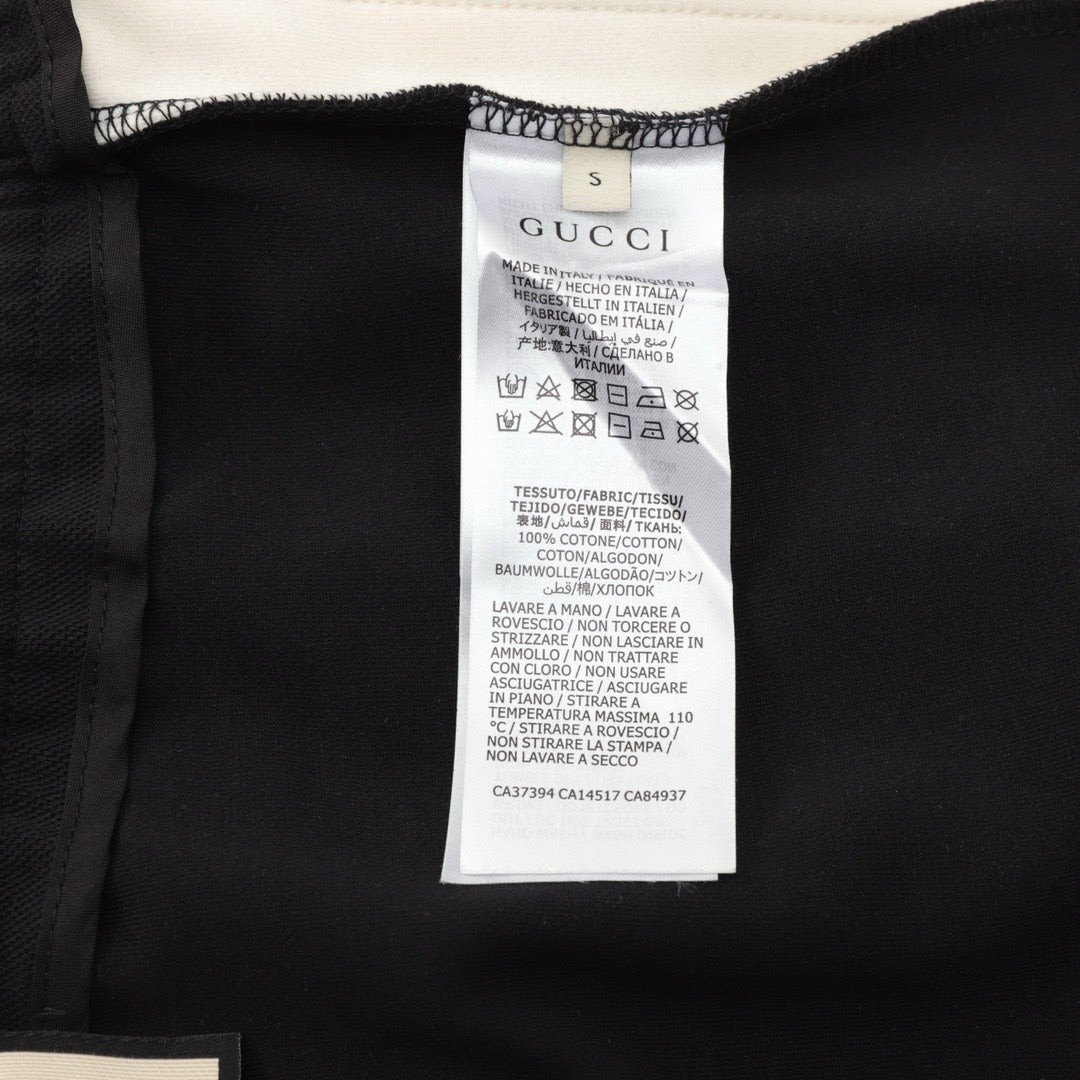 S
GUCCI
MADE IN ITALY / FABRIQUÉ EN
ITALIE / HECHO EN ITALIA /
HERGESTELLT IN ITALIEN /
FABRICADO EM ITÁLIA /
イタリア製 / صنع في إيطاليا /
产地:意大利 / СДЕЛАНО В
ИТАЛИИ
TESSUTO/FABRIC/TISSU/
TEJIDO/GEWEBE/TECIDO/
表地/قماش/ 面料/ ТКАНЬ:
100% COTONE/COTTON/
COTON/ALGODON/
BAUMWOLLE/ALGODÃO/コツトン/
قطن/棉/ХЛОПОК
LAVARE A MANO / LAVARE A
ROVESCIO / NON TORCERE O
STRIZZARE / NON LASCIARE IN
AMMOLLO / NON TRATTARE
CON CLORO / NON USARE
ASCIUGATRICE / ASCIUGARE
IN PIANO / STIRARE A
TEMPERATURA MASSIMA 110
°C / STIRARE A ROVESCIO /
NON STIRARE LA STAMPA /
NON LAVARE A SECCO
CA37394 CA14517 CA84937